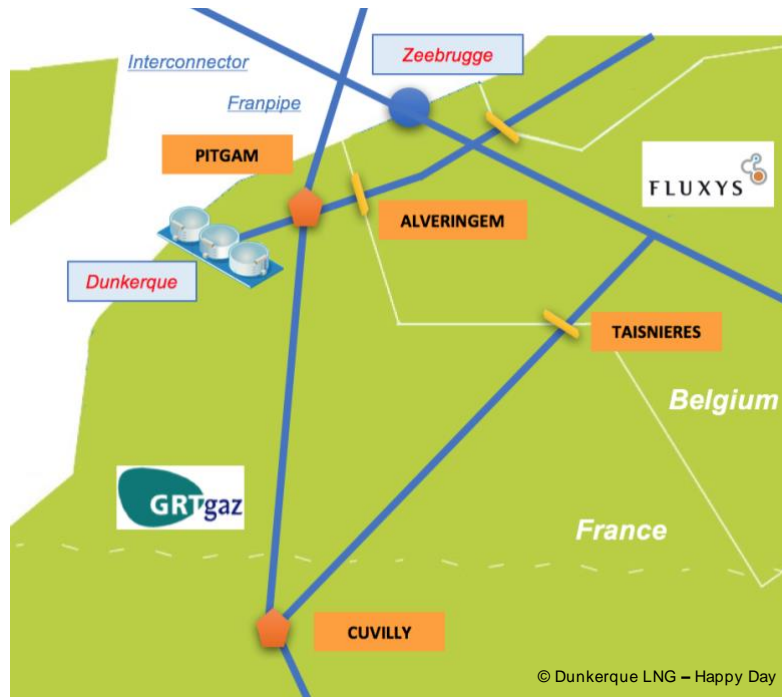 Interconnector
Zeebrugge
Franpipe
PITGAM
FLUXYS
ALVERINGEM
Dunkerque
TAISNIERES
Belgium
GRTgaz
France
CUVILLY
© Dunkerque LNG – Happy Day